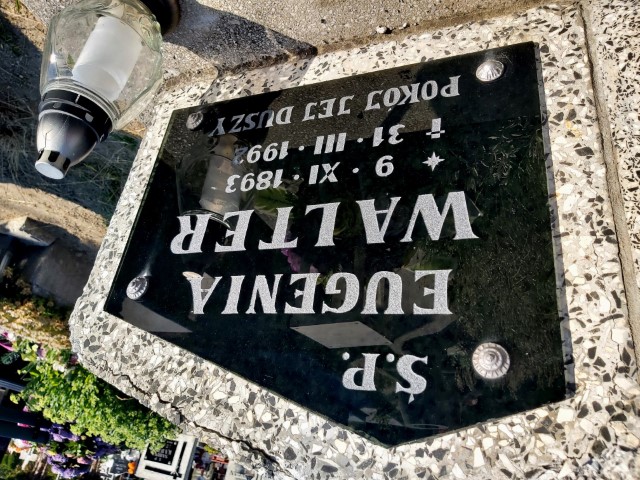 Ś.P.
EUGENIA
WALTER
✶ 9 · XI · 1893
† 31 · III · 1992
POKÓJ JEJ DUSZY